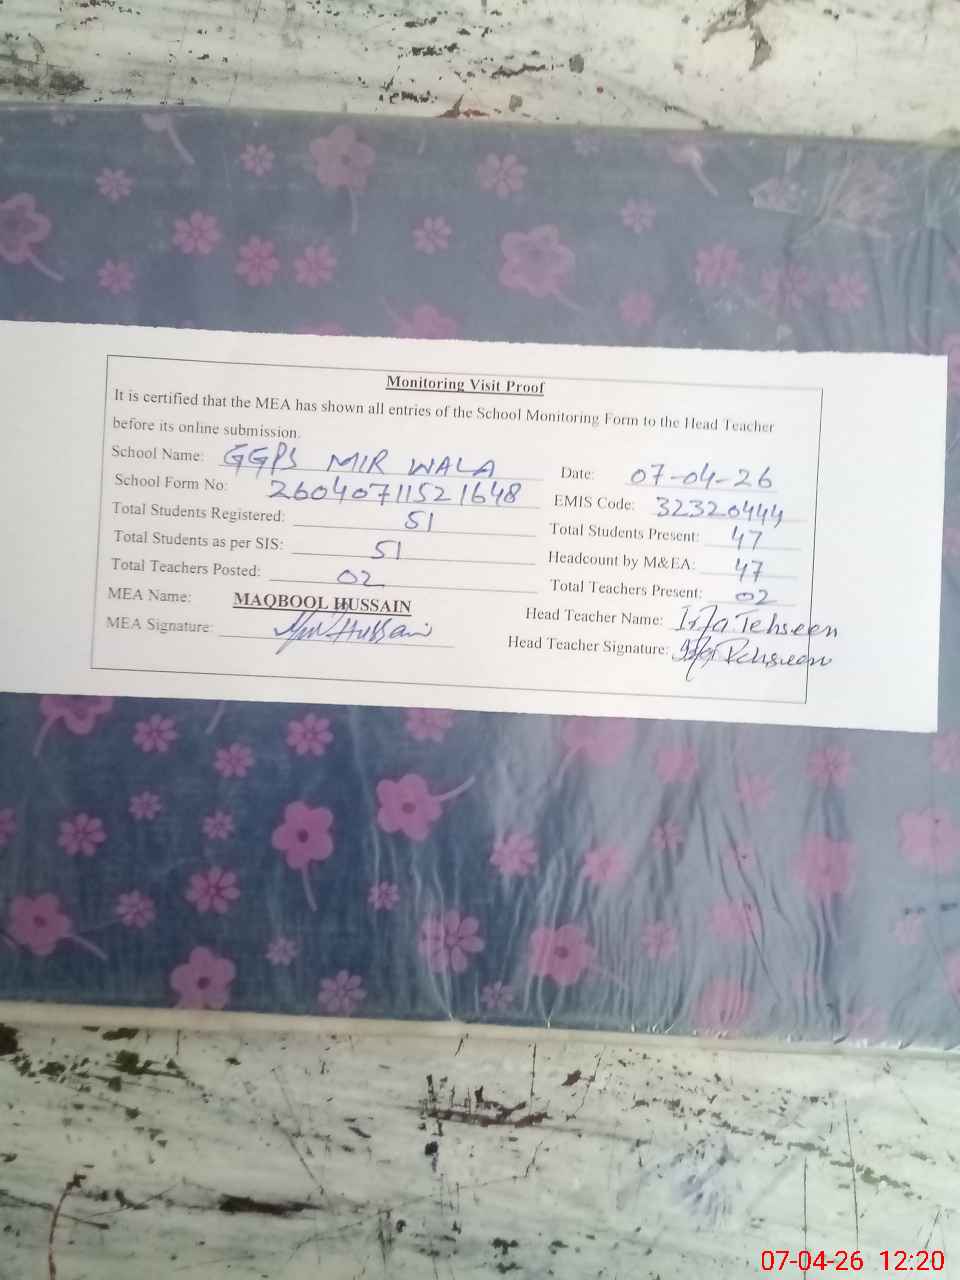 Monitoring Visit Proof
It is certified that the MEA has shown all entries of the School Monitoring Form to the Head Teacher
before its online submission.
School Name: GGPS MIR WALA Date: 07-04-26
School Form No: 26040711521648 EMIS Code: 32320444
Total Students Registered: 51 Total Students Present: 47
Total Students as per SIS: 51 Headcount by M&EA: 47
Total Teachers Posted: 02 Total Teachers Present: 02
MEA Name: MAQBOOL HUSSAIN Head Teacher Name: Irfa Tehseen
MEA Signature: Hussain Head Teacher Signature: Irfa Tehseen
07-04-26 12:20